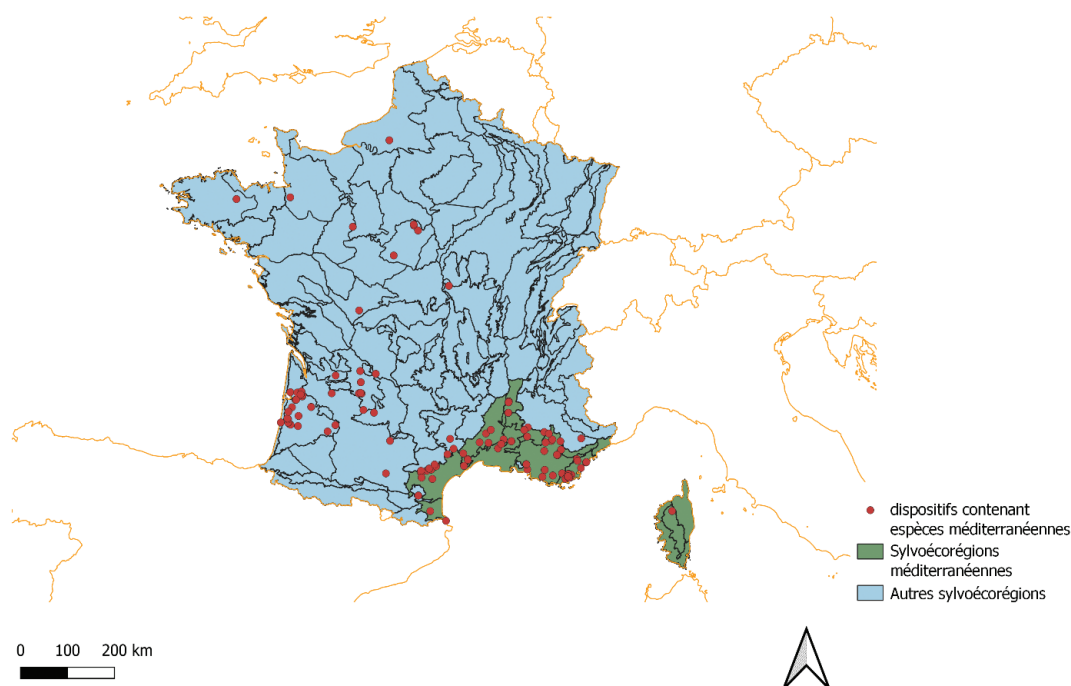 dispositifs contenant
espèces méditerranéennes
Sylvoécorégions
méditerranéennes
Autres sylvoécorégions
0 100 200 km